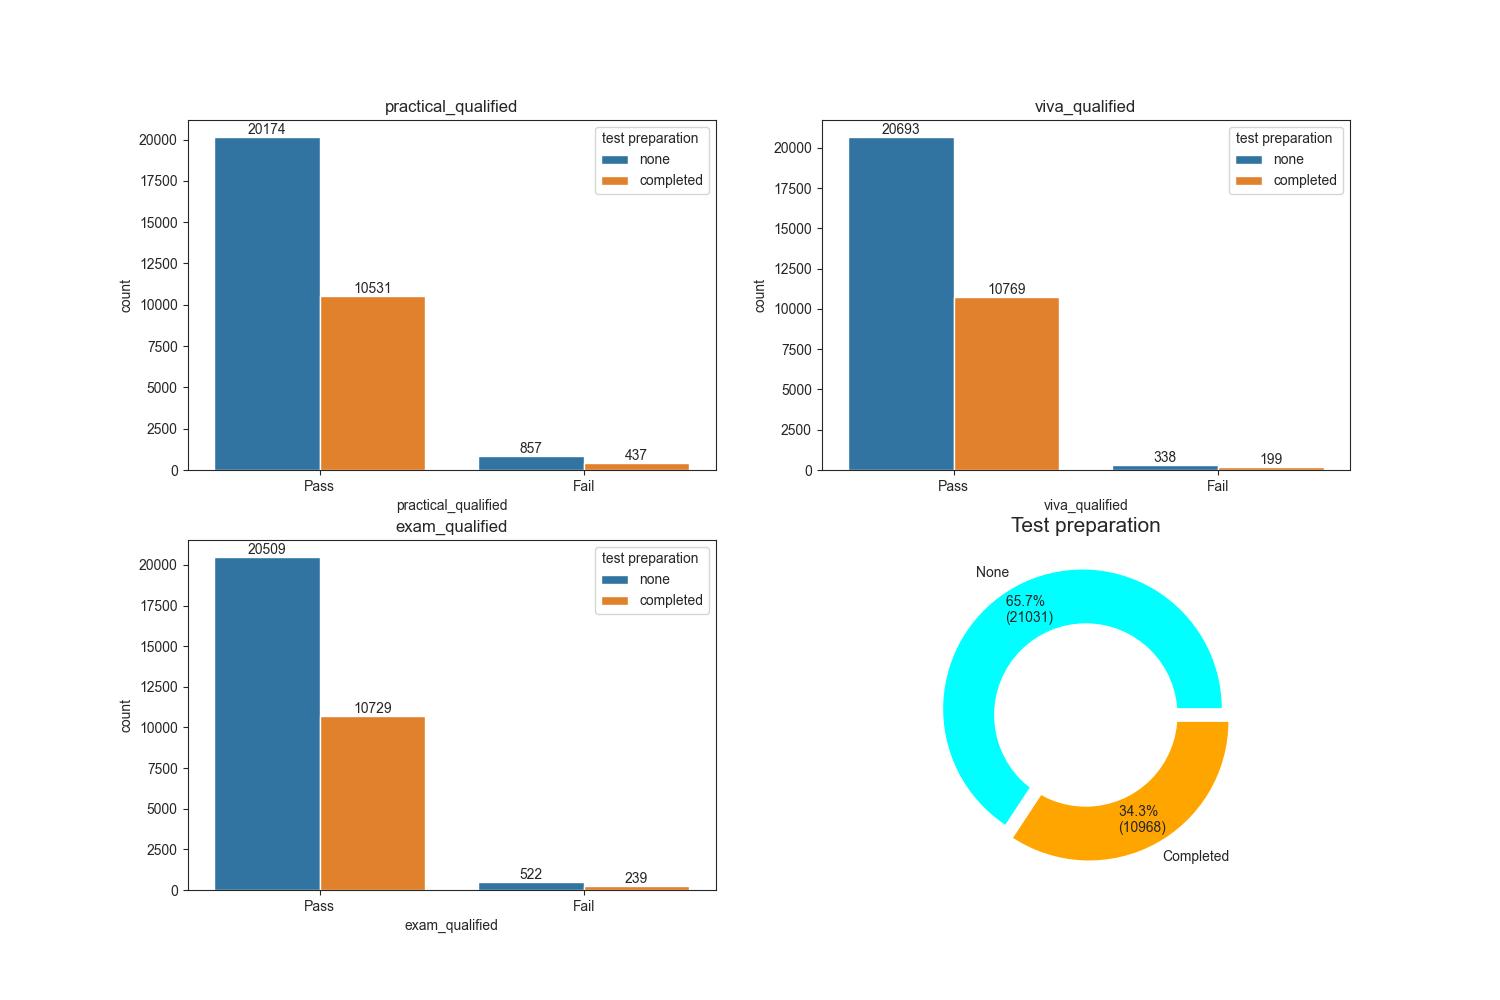 practical_qualified
20174
20000
17500
15000
12500
10000
7500
5000
2500
0
count
10531
857
437
test preparation
none
completed
Pass
Fail
practical_qualified
viva_qualified
20693
20000
17500
15000
12500
10000
7500
5000
2500
0
count
10769
338
199
test preparation
none
completed
Pass
Fail
viva_qualified
exam_qualified
20509
20000
17500
15000
12500
10000
7500
5000
2500
0
count
10729
522
239
test preparation
none
completed
Pass
Fail
exam_qualified
Test preparation
None
65.7%
(21031)
34.3%
(10968)
Completed